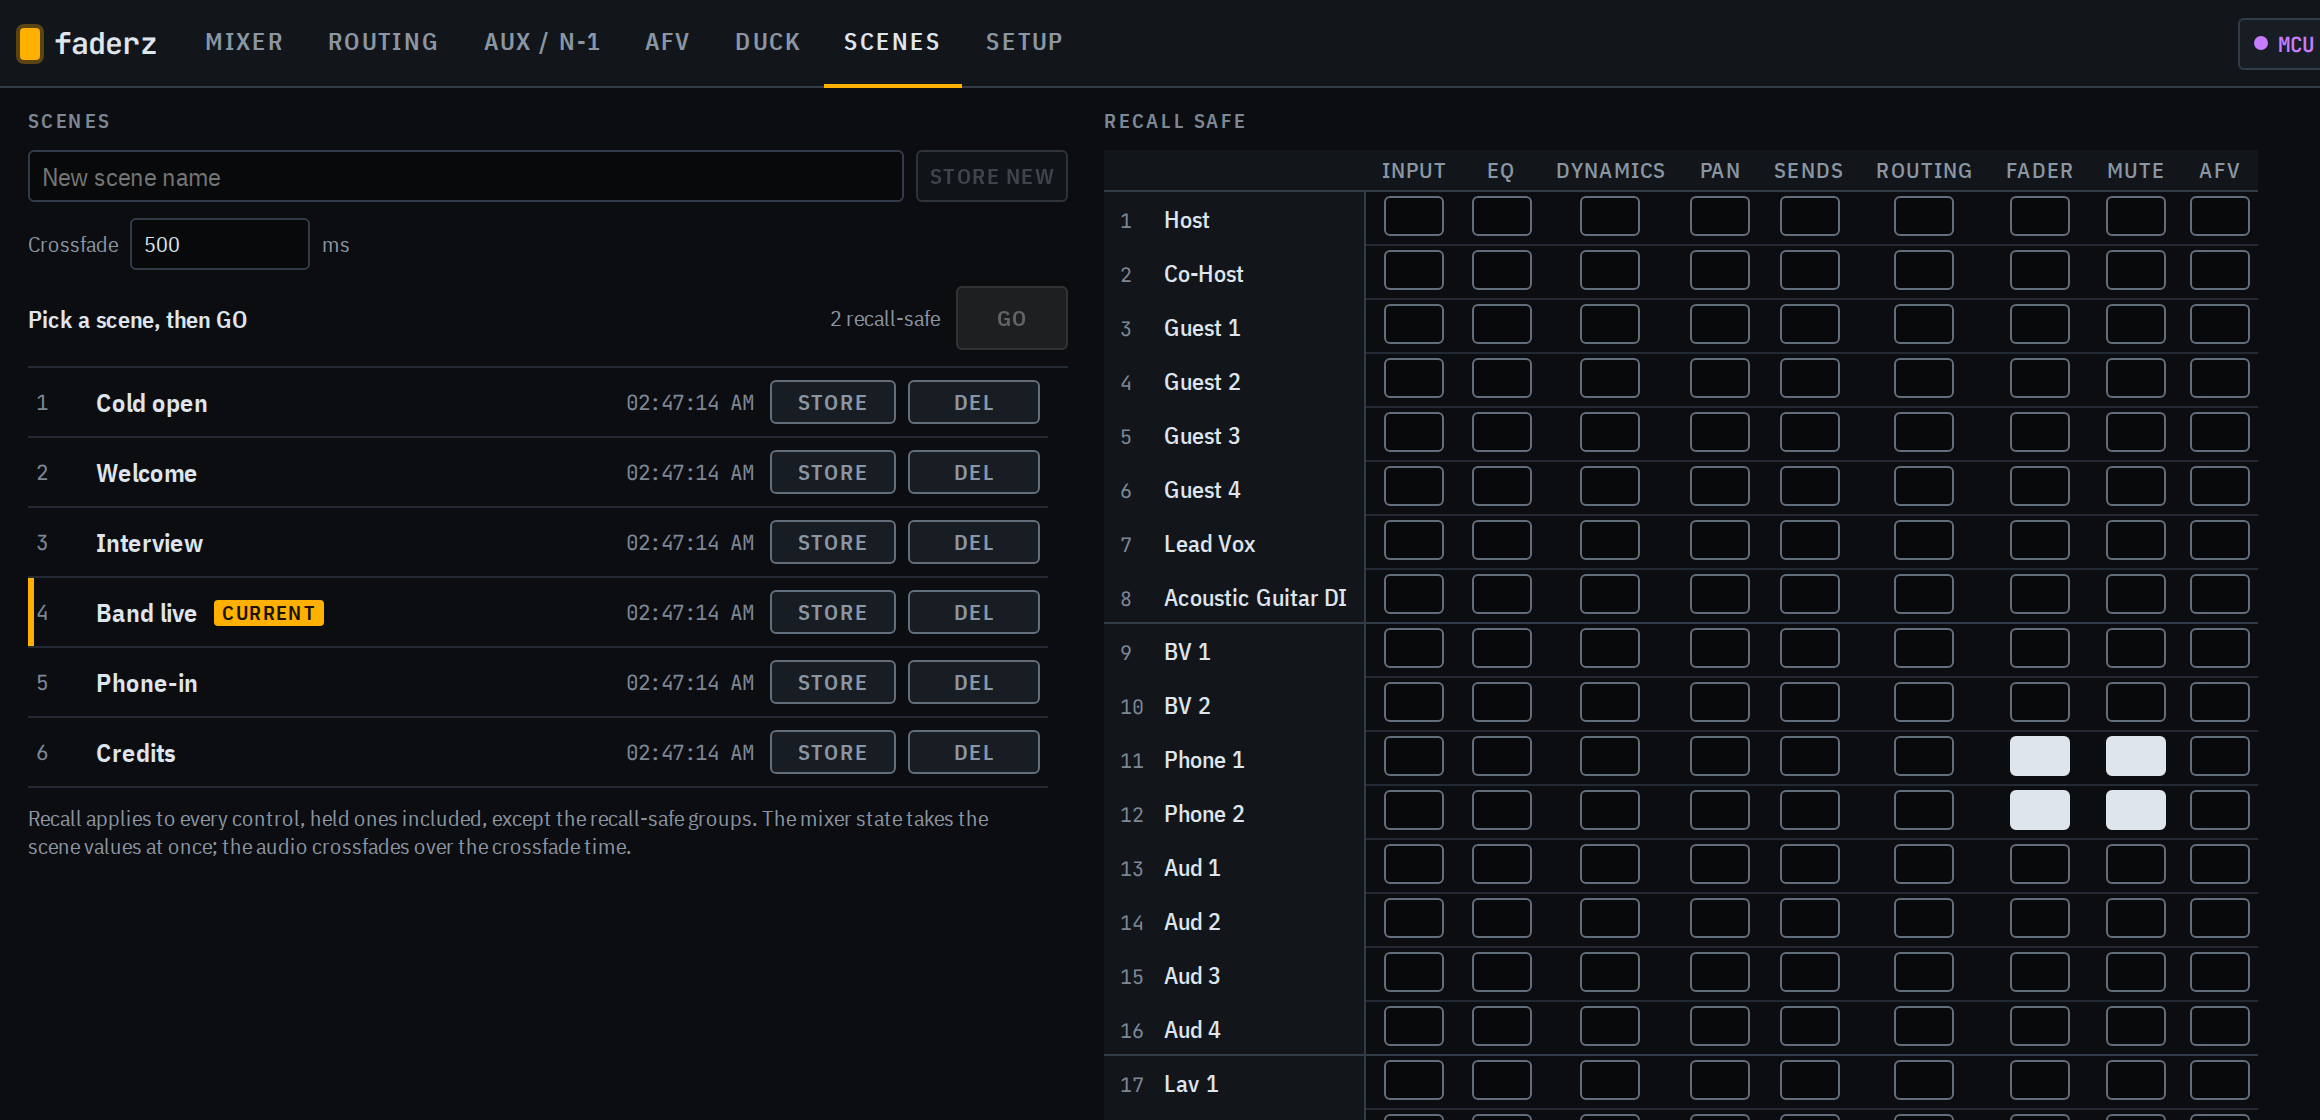 faderz MIXER ROUTING AUX / N-1 AFV DUCK SCENES SETUP MCU
SCENES
New scene name STORE NEW
Crossfade 500 ms
Pick a scene, then GO 2 recall-safe GO
1 Cold open 02:47:14 AM STORE DEL
2 Welcome 02:47:14 AM STORE DEL
3 Interview 02:47:14 AM STORE DEL
4 Band live CURRENT 02:47:14 AM STORE DEL
5 Phone-in 02:47:14 AM STORE DEL
6 Credits 02:47:14 AM STORE DEL
Recall applies to every control, held ones included, except the recall-safe groups. The mixer state takes the
scene values at once; the audio crossfades over the crossfade time.
RECALL SAFE
INPUT EQ DYNAMICS PAN SENDS ROUTING FADER MUTE AFV
1 Host
2 Co-Host
3 Guest 1
4 Guest 2
5 Guest 3
6 Guest 4
7 Lead Vox
8 Acoustic Guitar DI
9 BV 1
10 BV 2
11 Phone 1
12 Phone 2
13 Aud 1
14 Aud 2
15 Aud 3
16 Aud 4
17 Lav 1